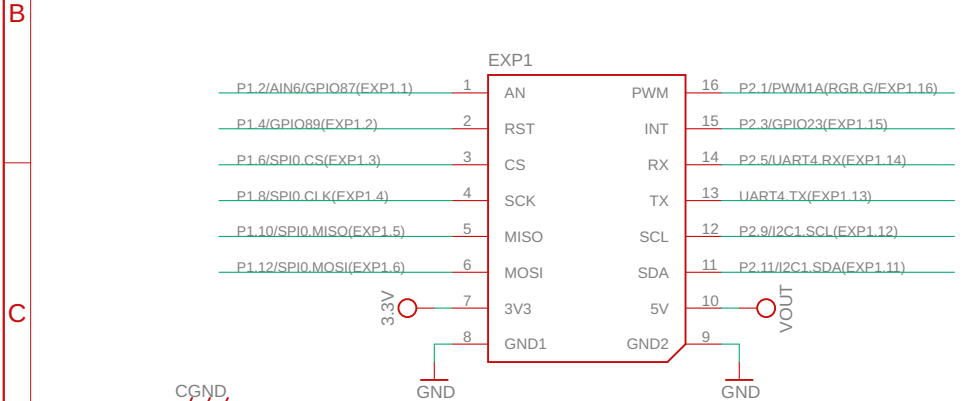 B
EXP1
P1.2/AIN6/GPIO87(EXP1.1) 1 AN PWM 16 P2.1/PWM1A(RGB.G/EXP1.16)
P1.4/GPIO89(EXP1.2) 2 RST INT 15 P2.3/GPIO23(EXP1.15)
P1.6/SPI0.CS(EXP1.3) 3 CS RX 14 P2.5/UART4.RX(EXP1.14)
P1.8/SPI0.CLK(EXP1.4) 4 SCK TX 13 UART4.TX(EXP1.13)
P1.10/SPI0.MISO(EXP1.5) 5 MISO SCL 12 P2.9/I2C1.SCL(EXP1.12)
P1.12/SPI0.MOSI(EXP1.6) 6 MOSI SDA 11 P2.11/I2C1.SDA(EXP1.11)
3.3V 7 3V3 5V 10 VOUT
C
8 GND1 GND2 9
CGND GND GND